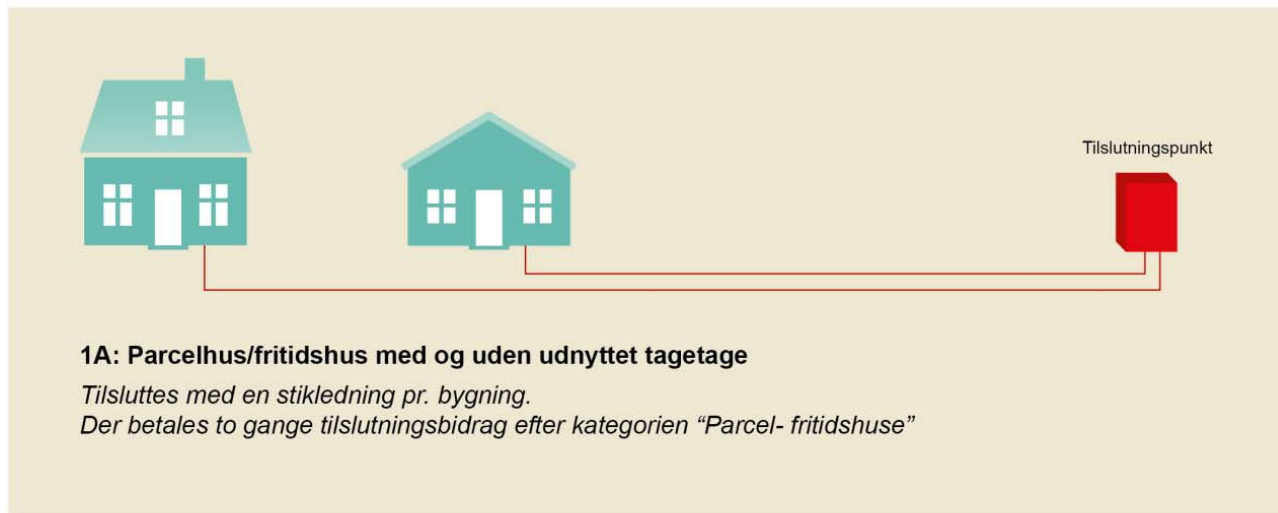 Tilslutningspunkt
1A: Parcelhus/fritidshus med og uden udnyttet tagetage
Tilsluttes med en stikledning pr. bygning.
Der betales to gange tilslutningsbidrag efter kategorien “Parcel- fritidshuse”